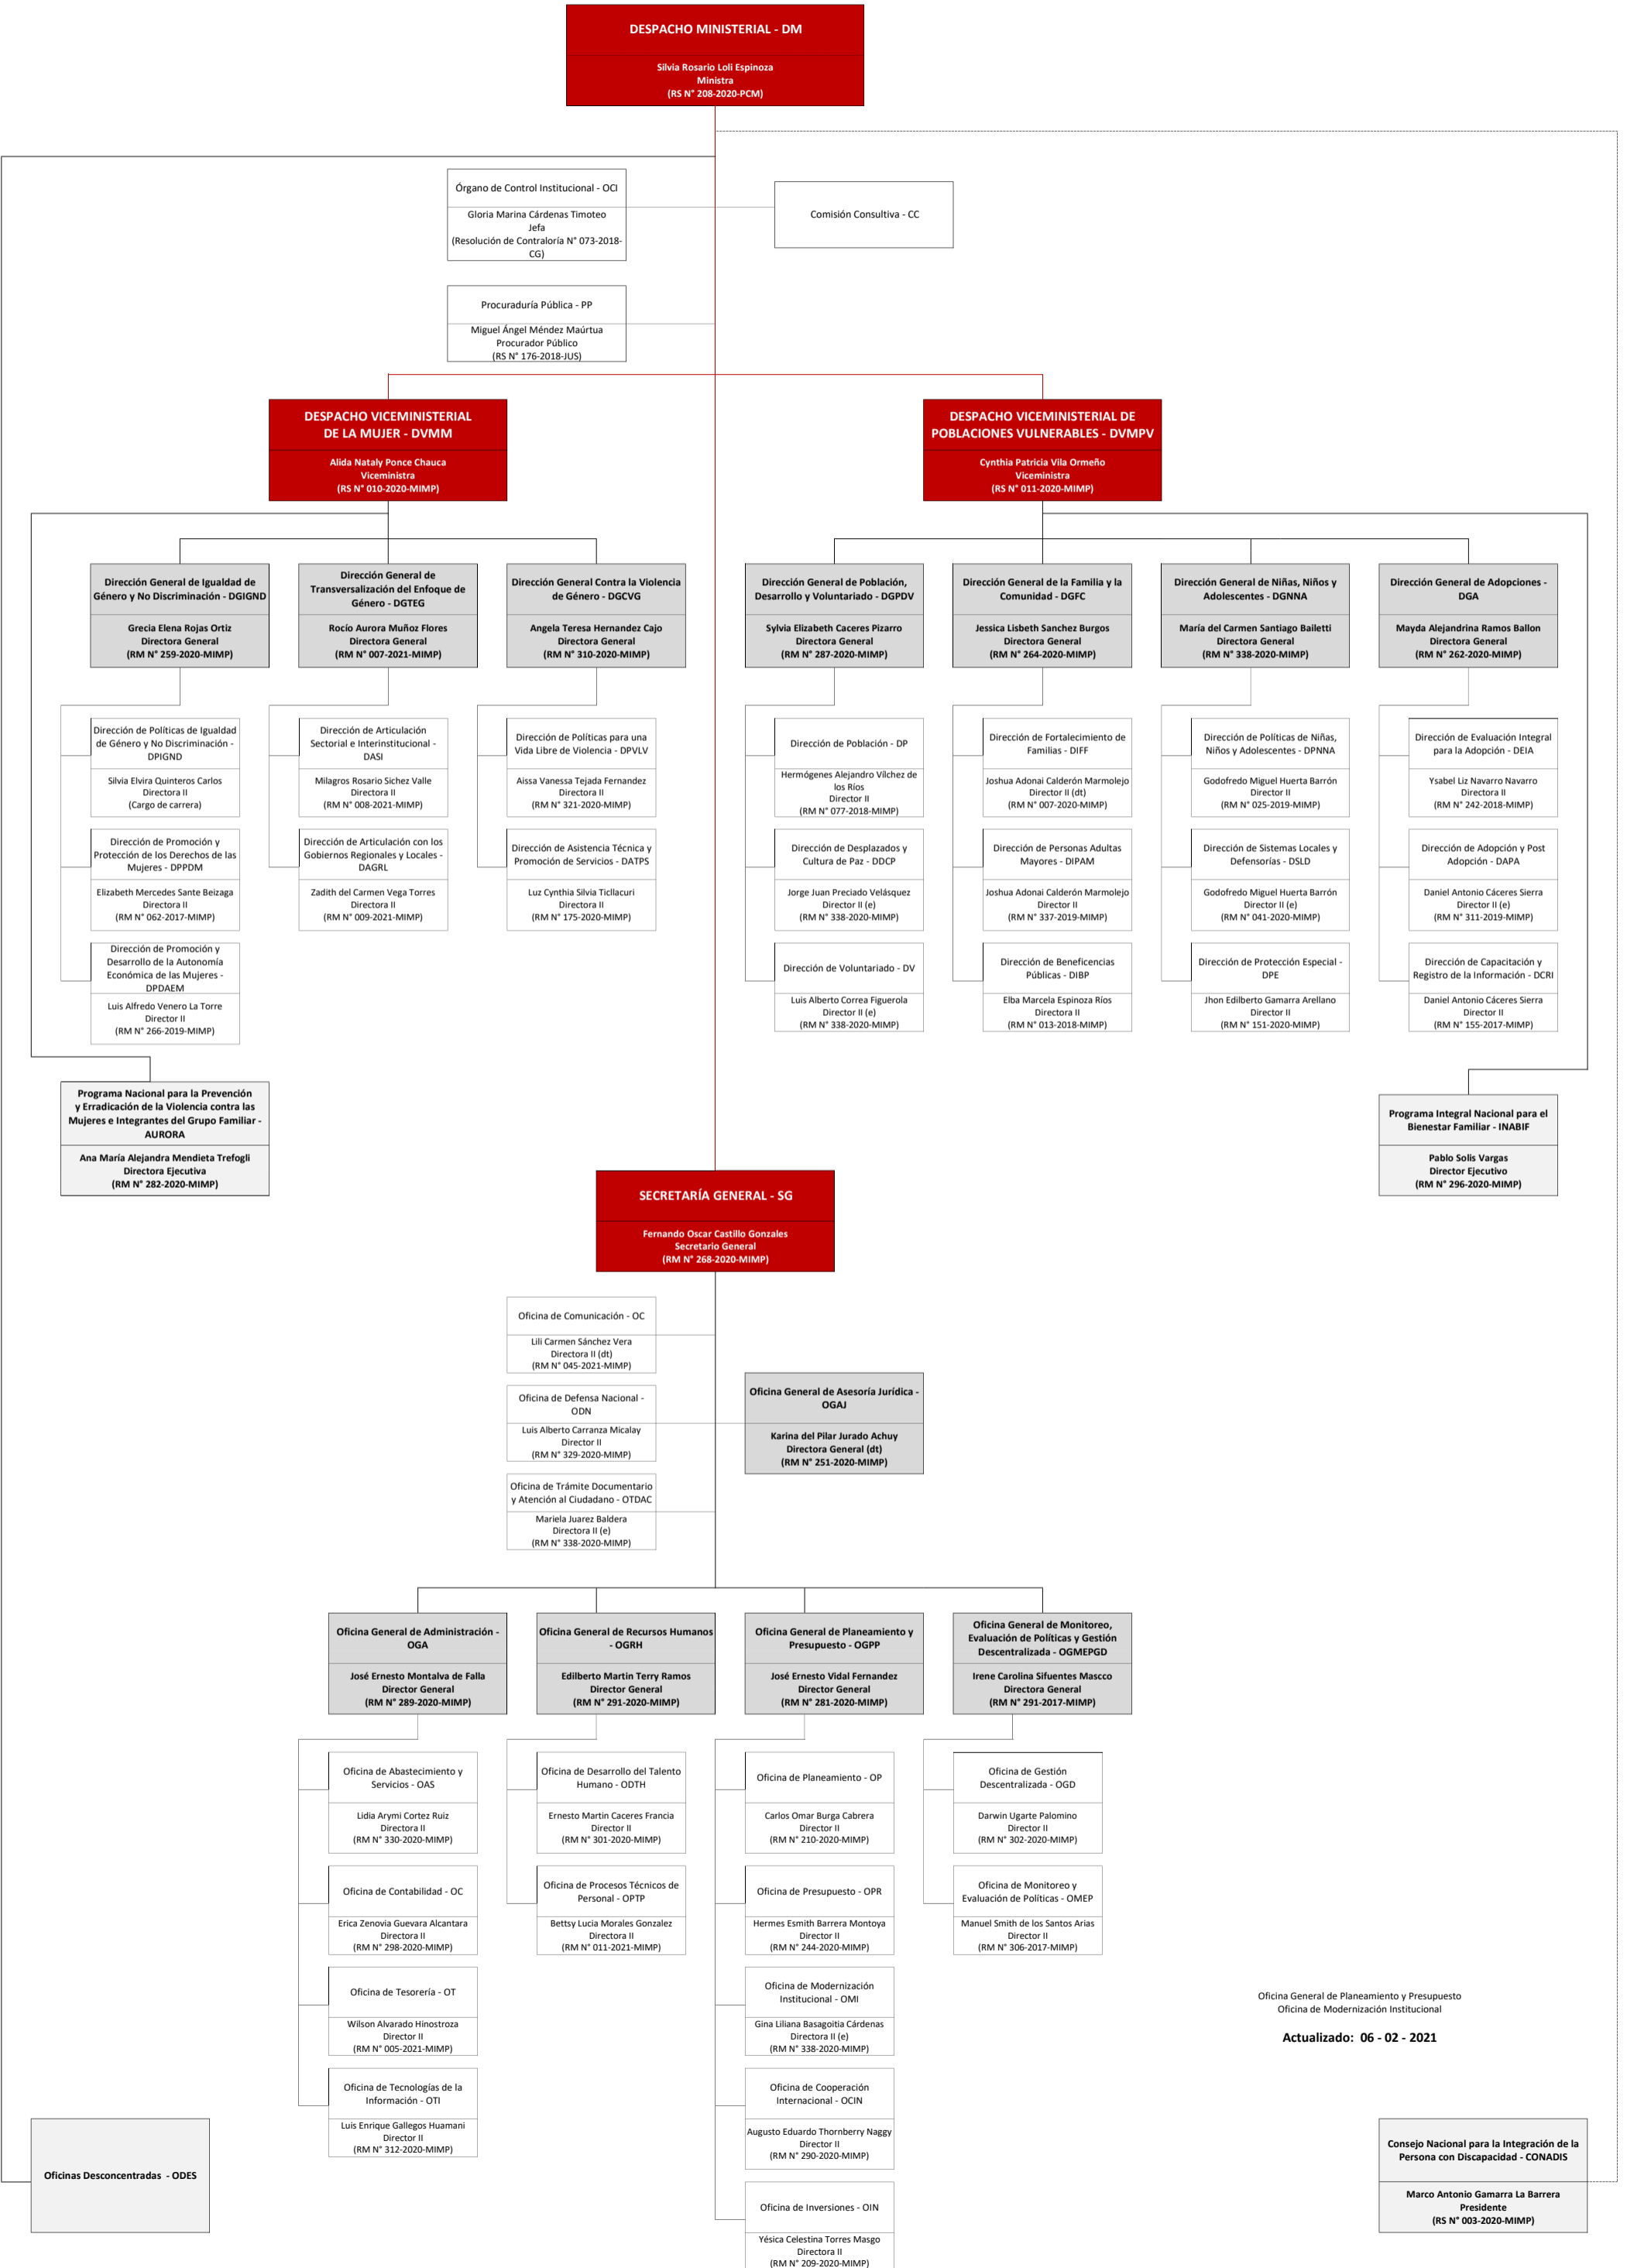 DESPACHO MINISTERIAL - DM
Silvia Rosario Loli Espinoza
Ministra
(RS N° 208-2020-PCM)
Órgano de Control Institucional - OCI
Gloria Marina Cárdenas Timoteo
Jefa
(Resolución de Contraloría N° 073-2018-
CG)
Comisión Consultiva - CC
Procuraduría Pública - PP
Miguel Ángel Méndez Maúrtua
Procurador Público
(RS N° 176-2018-JUS)
DESPACHO VICEMINISTERIAL
DE LA MUJER - DVMM
Alida Nataly Ponce Chauca
Viceministra
(RS N° 010-2020-MIMP)
DESPACHO VICEMINISTERIAL DE
POBLACIONES VULNERABLES - DVMPV
Cynthia Patricia Vila Ormeño
Viceministra
(RS N° 011-2020-MIMP)
Dirección General de Igualdad de
Género y No Discriminación - DGIGND
Grecia Elena Rojas Ortiz
Directora General
(RM N° 259-2020-MIMP)
Dirección General de
Transversalización del Enfoque de
Género - DGTEG
Rocío Aurora Muñoz Flores
Directora General
(RM N° 007-2021-MIMP)
Dirección General Contra la Violencia
de Género - DGCVG
Angela Teresa Hernandez Cajo
Directora General
(RM N° 310-2020-MIMP)
Dirección General de Población,
Desarrollo y Voluntariado - DGPDV
Sylvia Elizabeth Caceres Pizarro
Directora General
(RM N° 287-2020-MIMP)
Dirección General de la Familia y la
Comunidad - DGFC
Jessica Lisbeth Sanchez Burgos
Directora General
(RM N° 264-2020-MIMP)
Dirección General de Niñas, Niños y
Adolescentes - DGNNA
María del Carmen Santiago Bailetti
Directora General
(RM N° 338-2020-MIMP)
Dirección General de Adopciones -
DGA
Mayda Alejandrina Ramos Ballon
Directora General
(RM N° 262-2020-MIMP)
Dirección de Políticas de Igualdad
de Género y No Discriminación -
DPIGND
Silvia Elvira Quinteros Carlos
Directora II
(Cargo de carrera)
Dirección de Articulación
Sectorial e Interinstitucional -
DASI
Milagros Rosario Sichez Valle
Directora II
(RM N° 008-2021-MIMP)
Dirección de Políticas para una
Vida Libre de Violencia - DPVLV
Aissa Vanessa Tejada Fernandez
Directora II
(RM N° 321-2020-MIMP)
Dirección de Población - DP
Hermógenes Alejandro Vílchez de
los Ríos
Director II
(RM N° 077-2018-MIMP)
Dirección de Fortalecimiento de
Familias - DIFF
Joshua Adonai Calderón Marmolejo
Director II (dt)
(RM N° 007-2020-MIMP)
Dirección de Políticas de Niñas,
Niños y Adolescentes - DPNNA
Godofredo Miguel Huerta Barrón
Director II
(RM N° 025-2019-MIMP)
Dirección de Evaluación Integral
para la Adopción - DEIA
Ysabel Liz Navarro Navarro
Directora II
(RM N° 242-2018-MIMP)
Dirección de Promoción y
Protección de los Derechos de las
Mujeres - DPPDM
Elizabeth Mercedes Sante Beizaga
Directora II
(RM N° 062-2017-MIMP)
Dirección de Articulación con los
Gobiernos Regionales y Locales -
DAGRL
Zadith del Carmen Vega Torres
Directora II
(RM N° 009-2021-MIMP)
Dirección de Asistencia Técnica y
Promoción de Servicios - DATPS
Luz Cynthia Silvia Ticllacuri
Directora II
(RM N° 175-2020-MIMP)
Dirección de Desplazados y
Cultura de Paz - DDCP
Jorge Juan Preciado Velásquez
Director II (e)
(RM N° 338-2020-MIMP)
Dirección de Personas Adultas
Mayores - DIPAM
Joshua Adonai Calderón Marmolejo
Director II
(RM N° 337-2019-MIMP)
Dirección de Sistemas Locales y
Defensorías - DSLD
Godofredo Miguel Huerta Barrón
Director II (e)
(RM N° 041-2020-MIMP)
Dirección de Adopción y Post
Adopción - DAPA
Daniel Antonio Cáceres Sierra
Director II (e)
(RM N° 311-2019-MIMP)
Dirección de Promoción y
Desarrollo de la Autonomía
Económica de las Mujeres -
DPDAEM
Luis Alfredo Venero La Torre
Director II
(RM N° 266-2019-MIMP)
Dirección de Voluntariado - DV
Luis Alberto Correa Figuerola
Director II (e)
(RM N° 338-2020-MIMP)
Dirección de Beneficencias
Públicas - DIBP
Elba Marcela Espinoza Ríos
Directora II
(RM N° 013-2018-MIMP)
Dirección de Protección Especial -
DPE
Jhon Edilberto Gamarra Arellano
Director II
(RM N° 151-2020-MIMP)
Dirección de Capacitación y
Registro de la Información - DCRI
Daniel Antonio Cáceres Sierra
Director II
(RM N° 155-2017-MIMP)
Programa Nacional para la Prevención
y Erradicación de la Violencia contra las
Mujeres e Integrantes del Grupo Familiar -
AURORA
Ana María Alejandra Mendieta Trefogli
Directora Ejecutiva
(RM N° 282-2020-MIMP)
Programa Integral Nacional para el
Bienestar Familiar - INABIF
Pablo Solis Vargas
Director Ejecutivo
(RM N° 296-2020-MIMP)
SECRETARÍA GENERAL - SG
Fernando Oscar Castillo Gonzales
Secretario General
(RM N° 268-2020-MIMP)
Oficina de Comunicación - OC
Lili Carmen Sánchez Vera
Directora II (dt)
(RM N° 045-2021-MIMP)
Oficina de Defensa Nacional -
ODN
Luis Alberto Carranza Micalay
Director II
(RM N° 329-2020-MIMP)
Oficina General de Asesoría Jurídica -
OGAJ
Karina del Pilar Jurado Achuy
Directora General (dt)
(RM N° 251-2020-MIMP)
Oficina de Trámite Documentario
y Atención al Ciudadano - OTDAC
Mariela Juarez Baldera
Directora II (e)
(RM N° 338-2020-MIMP)
Oficina General de Administración -
OGA
José Ernesto Montalva de Falla
Director General
(RM N° 289-2020-MIMP)
Oficina General de Recursos Humanos
- OGRH
Edilberto Martin Terry Ramos
Director General
(RM N° 291-2020-MIMP)
Oficina General de Planeamiento y
Presupuesto - OGPP
José Ernesto Vidal Fernandez
Director General
(RM N° 281-2020-MIMP)
Oficina General de Monitoreo,
Evaluación de Políticas y Gestión
Descentralizada - OGMEPGD
Irene Carolina Sifuentes Mascco
Directora General
(RM N° 291-2017-MIMP)
Oficina de Abastecimiento y
Servicios - OAS
Lidia Arymi Cortez Ruiz
Directora II
(RM N° 330-2020-MIMP)
Oficina de Desarrollo del Talento
Humano - ODTH
Ernesto Martin Caceres Francia
Director II
(RM N° 301-2020-MIMP)
Oficina de Planeamiento - OP
Carlos Omar Burga Cabrera
Director II
(RM N° 210-2020-MIMP)
Oficina de Gestión
Descentralizada - OGD
Darwin Ugarte Palomino
Director II
(RM N° 302-2020-MIMP)
Oficina de Contabilidad - OC
Erica Zenovia Guevara Alcantara
Directora II
(RM N° 298-2020-MIMP)
Oficina de Procesos Técnicos de
Personal - OPTP
Bettsy Lucia Morales Gonzalez
Directora II
(RM N° 011-2021-MIMP)
Oficina de Presupuesto - OPR
Hermes Esmith Barrera Montoya
Director II
(RM N° 244-2020-MIMP)
Oficina de Monitoreo y
Evaluación de Políticas - OMEP
Manuel Smith de los Santos Arias
Director II
(RM N° 306-2017-MIMP)
Oficina de Tesorería - OT
Wilson Alvarado Hinostroza
Director II
(RM N° 005-2021-MIMP)
Oficina de Modernización
Institucional - OMI
Gina Liliana Basagoitia Cárdenas
Directora II (e)
(RM N° 338-2020-MIMP)
Oficina General de Planeamiento y Presupuesto
Oficina de Modernización Institucional
Actualizado: 06 - 02 - 2021
Oficina de Tecnologías de la
Información - OTI
Luis Enrique Gallegos Huamani
Director II
(RM N° 312-2020-MIMP)
Oficina de Cooperación
Internacional - OCIN
Augusto Eduardo Thornberry Naggy
Director II
(RM N° 290-2020-MIMP)
Oficinas Desconcentradas - ODES
Consejo Nacional para la Integración de la
Persona con Discapacidad - CONADIS
Marco Antonio Gamarra La Barrera
Presidente
(RS N° 003-2020-MIMP)
Oficina de Inversiones - OIN
Yésica Celestina Torres Masgo
Directora II
(RM N° 209-2020-MIMP)